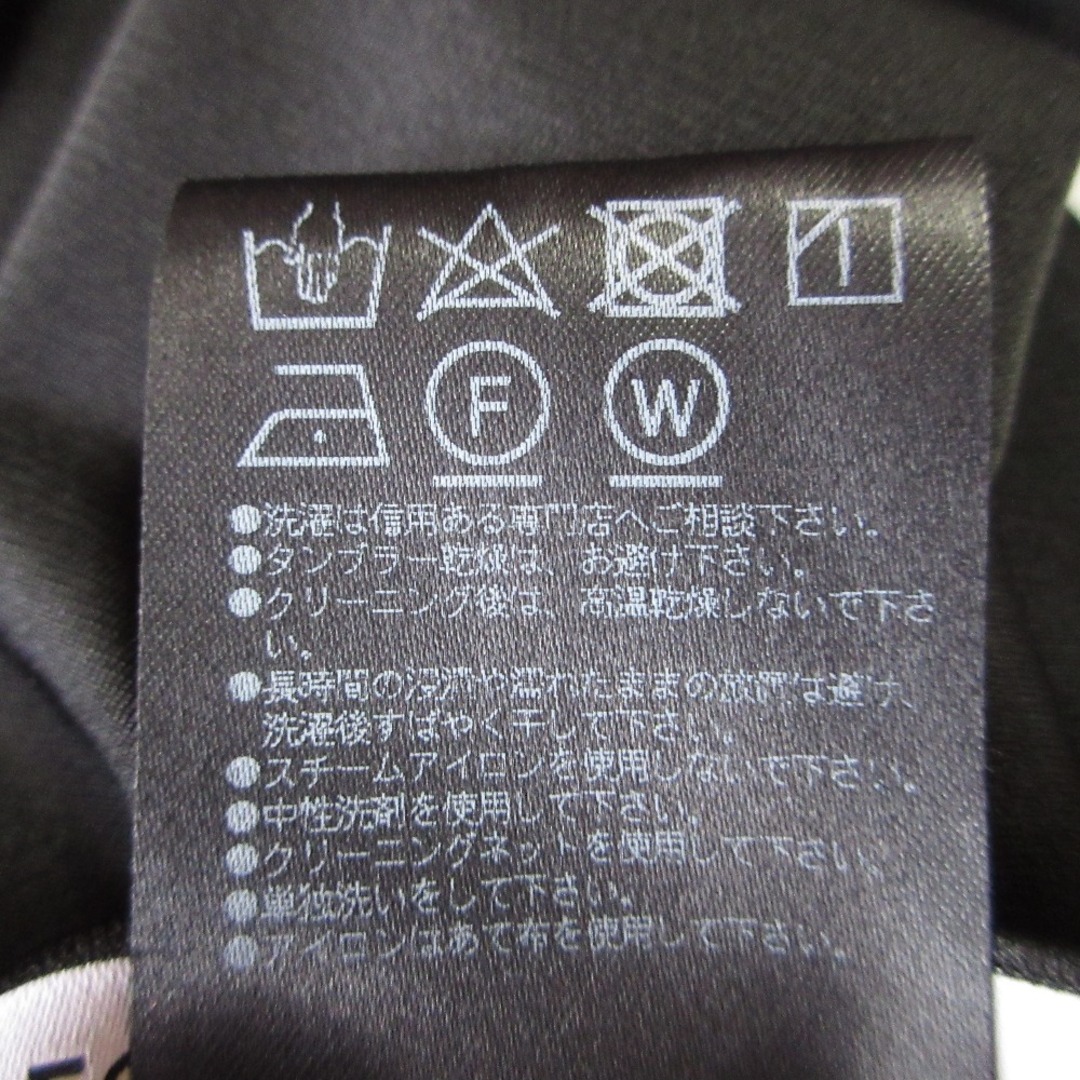 F W
●洗濯は信用ある専門店へご相談下さい。
●タンブラー乾燥は、お避け下さい。
●クリーニング後は、高温乾燥しないで下さ
い。
●長時間の浸漬や濡れたままの放置は避け、
洗濯後すばやく干して下さい。
●スチームアイロンを使用しないで下さい。
●中性洗剤を使用して下さい。
●クリーニングネットを使用して下さい。
●単独洗いをして下さい。
●アイロンはあて布を使用して下さい。